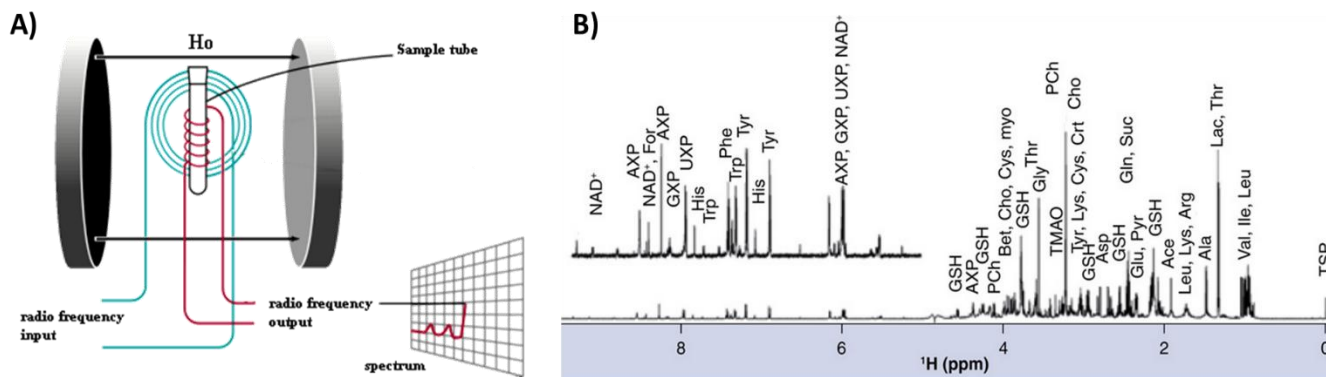 A)
Ho
Sample tube
radio frequency
input
radio frequency
output
spectrum
B)
NAD⁺
AXP
NAD⁺, For
AXP
GXP
UXP
His
Trp
Phe
Trp
Tyr
His
Tyr
AXP, GXP, UXP, NAD⁺
GSH
AXP
GSH
PCh
Bet, Cho, Cys, myo
GSH
Gly
Thr
TMAO
PCh
Tyr, Lys, Cys, Crt
Cho
GSH
Asp
GSH
Gln, Suc
Glu, Pyr
GSH
Ace
Leu, Lys, Arg
Ala
Lac, Thr
Val, Ile, Leu
TSP
8
6
4
2
0
¹H (ppm)